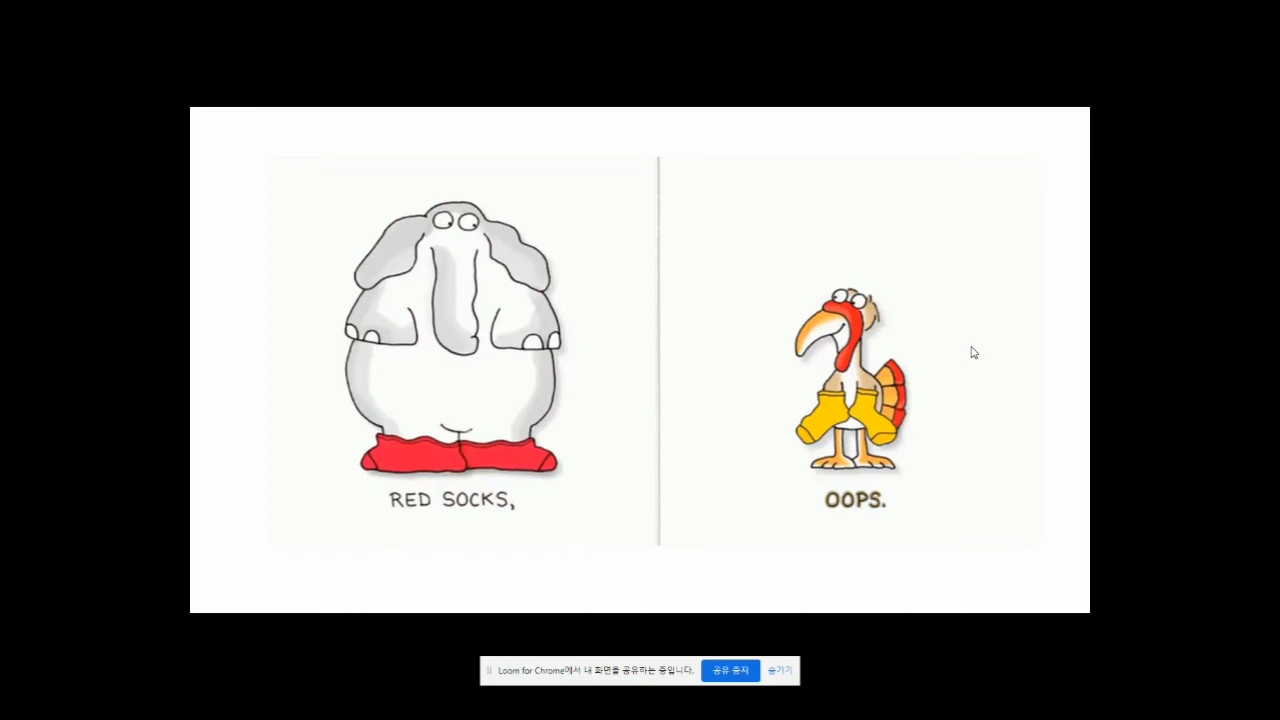 RED SOCKS,
OOPS.
Loom for Chrome에서 내 화면을 공유하는 중입니다.
공유 중지
숨기기